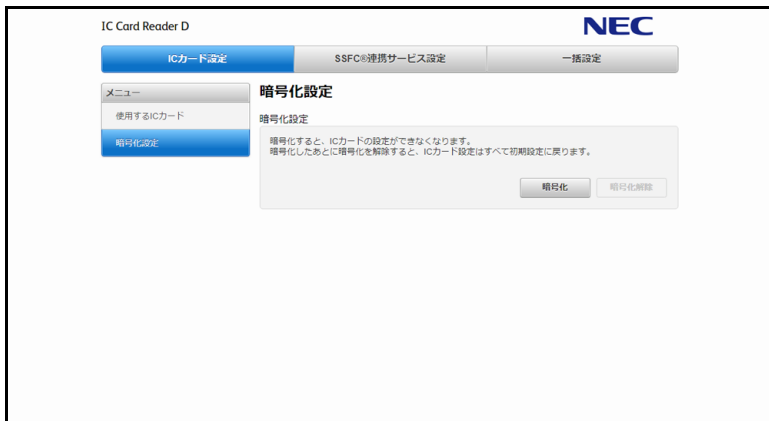 IC Card Reader D
NEC
ICカード設定
SSFC®連携サービス設定
一括設定
メニュー
使用するICカード
暗号化設定
暗号化設定
暗号化設定
暗号化すると、ICカードの設定ができなくなります。
暗号化したあとに暗号化を解除すると、ICカード設定はすべて初期設定に戻ります。
暗号化
暗号化解除